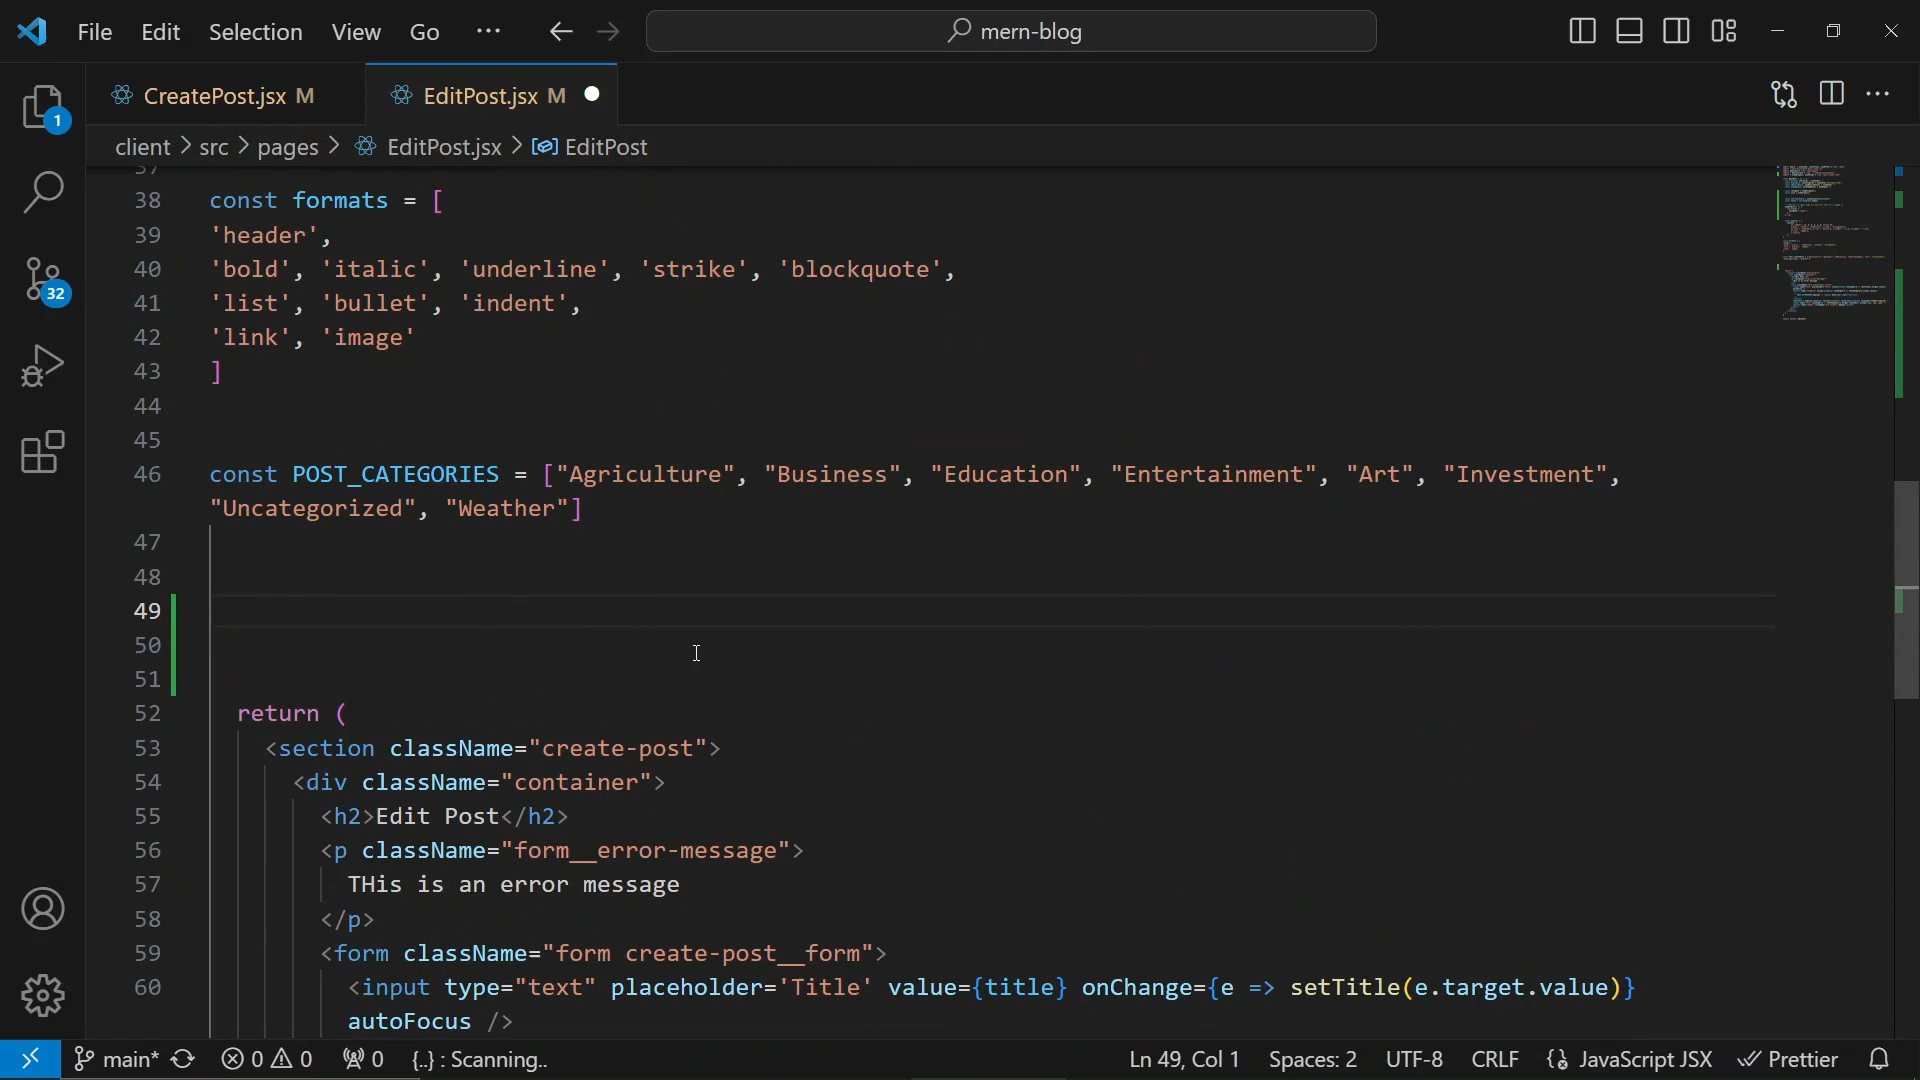 File Edit Selection View Go ··· mern-blog
CreatePost.jsx M EditPost.jsx M
client > src > pages > EditPost.jsx > EditPost
1
32
37
38 const formats = [
39 'header',
40 'bold', 'italic', 'underline', 'strike', 'blockquote',
41 'list', 'bullet', 'indent',
42 'link', 'image'
43 ]
44
45
46 const POST_CATEGORIES = ["Agriculture", "Business", "Education", "Entertainment", "Art", "Investment",
"Uncategorized", "Weather"]
47
48
49
50
51
52 return (
53 <section className="create-post">
54 <div className="container">
55 <h2>Edit Post</h2>
56 <p className="form__error-message">
57 THis is an error message
58 </p>
59 <form className="form create-post__form">
60 <input type="text" placeholder='Title' value={title} onChange={e => setTitle(e.target.value)}
autoFocus />
main* 0 0 0 {..} : Scanning.. Ln 49, Col 1 Spaces: 2 UTF-8 CRLF JavaScript JSX Prettier